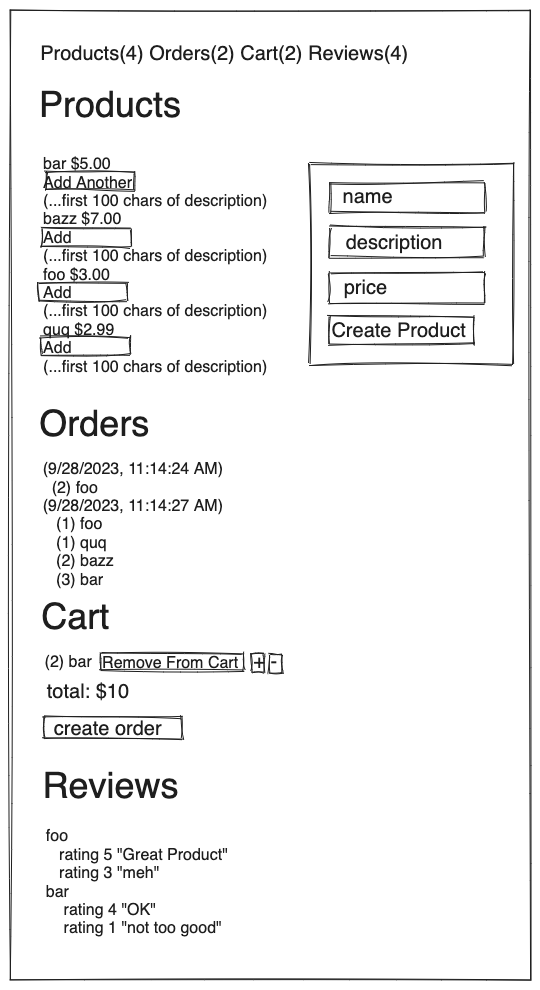 Products(4) Orders(2) Cart(2) Reviews(4)
Products
bar $5.00
Add Another
(...first 100 chars of description)
bazz $7.00
Add
(...first 100 chars of description)
foo $3.00
Add
(...first 100 chars of description)
quq $2.99
Add
(...first 100 chars of description)
name
description
price
Create Product
Orders
(9/28/2023, 11:14:24 AM)
(2) foo
(9/28/2023, 11:14:27 AM)
(1) foo
(1) quq
(2) bazz
(3) bar
Cart
(2) bar Remove From Cart + -
total: $10
create order
Reviews
foo
rating 5 "Great Product"
rating 3 "meh"
bar
rating 4 "OK"
rating 1 "not too good"